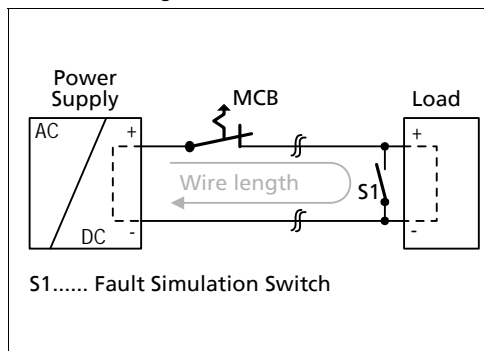 Power
Supply
MCB
Load
AC
+
+
Wire length
S1
DC
-
-
S1...... Fault Simulation Switch